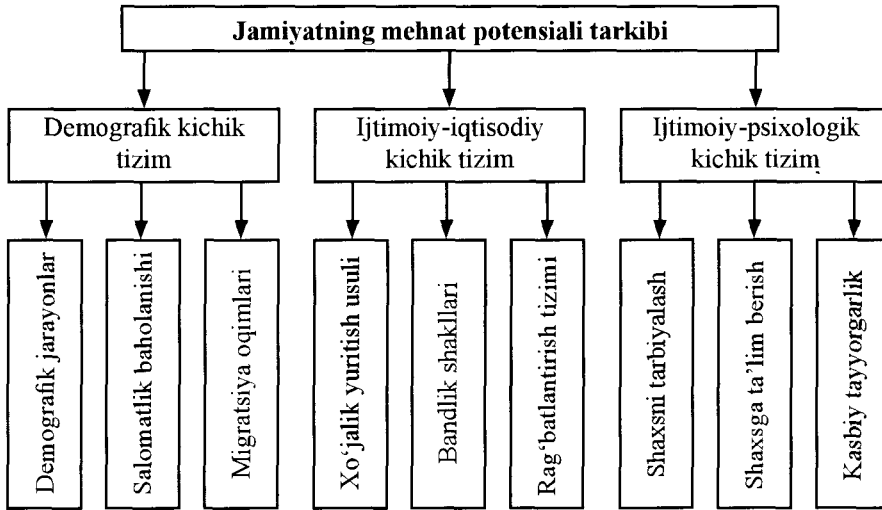 Jamiyatning mehnat potensiali tarkibi
Demografik kichik
tizim
Ijtimoiy-iqtisodiy
kichik tizim
Ijtimoiy-psixologik
kichik tizim
Demografik jarayonlar
Salomatlik baholanishi
Migratsiya oqimlari
Xo‘jalik yuritish usuli
Bandlik shakllari
Rag‘batlantirish tizimi
Shaxsni tarbiyalash
Shaxsga ta’lim berish
Kasbiy tayyorgarlik